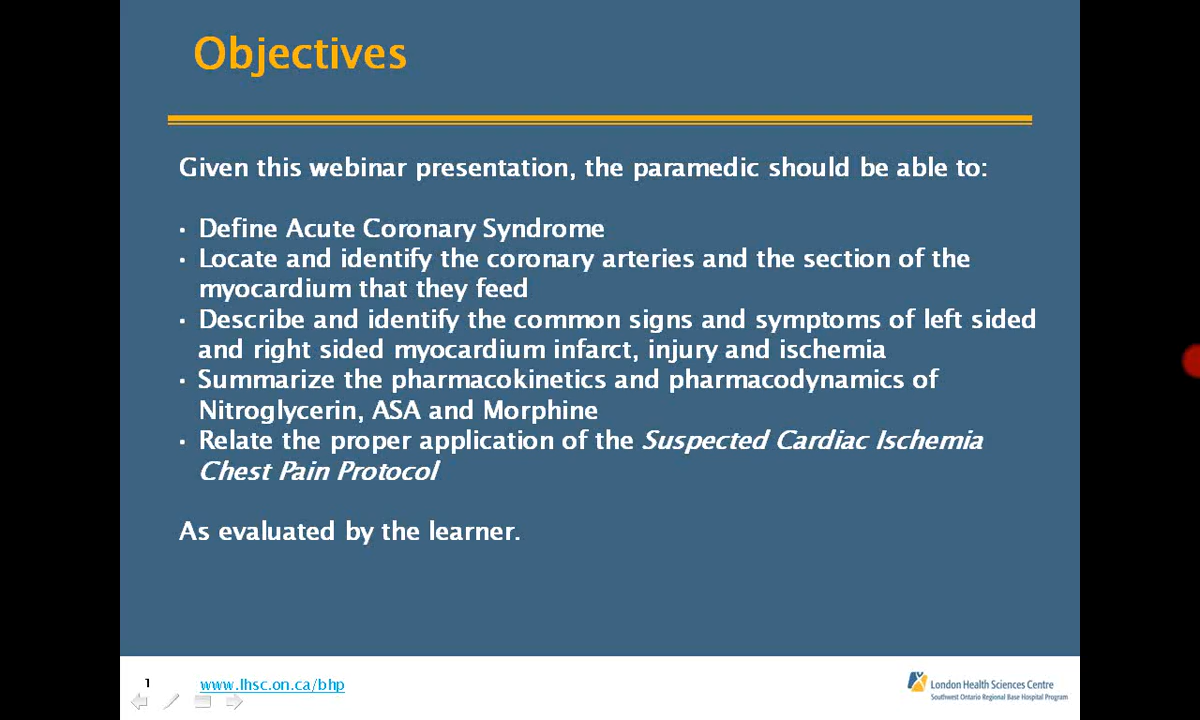 Objectives
Given this webinar presentation, the paramedic should be able to:
• Define Acute Coronary Syndrome
• Locate and identify the coronary arteries and the section of the
myocardium that they feed
• Describe and identify the common signs and symptoms of left sided
and right sided myocardium infarct, injury and ischemia
• Summarize the pharmacokinetics and pharmacodynamics of
Nitroglycerin, ASA and Morphine
• Relate the proper application of the Suspected Cardiac Ischemia
Chest Pain Protocol
As evaluated by the learner.
1
www.lhsc.on.ca/bhp
London Health Sciences Centre
Southwest Ontario Regional Base Hospital Program